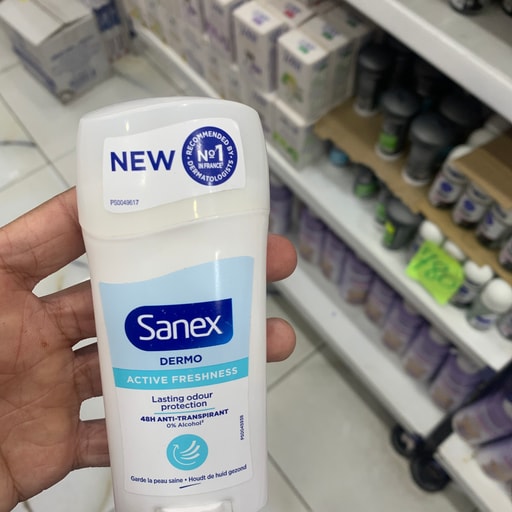 NEW
RECOMMENDED BY
Nº1
IN FRANCE
DERMATOLOGISTS
PS0049617
Sanex
DERMO
ACTIVE FRESHNESS
Lasting odour
protection
48H ANTI-TRANSPIRANT
0% Alcohol*
Garde la peau saine • Houdt de huid gezond